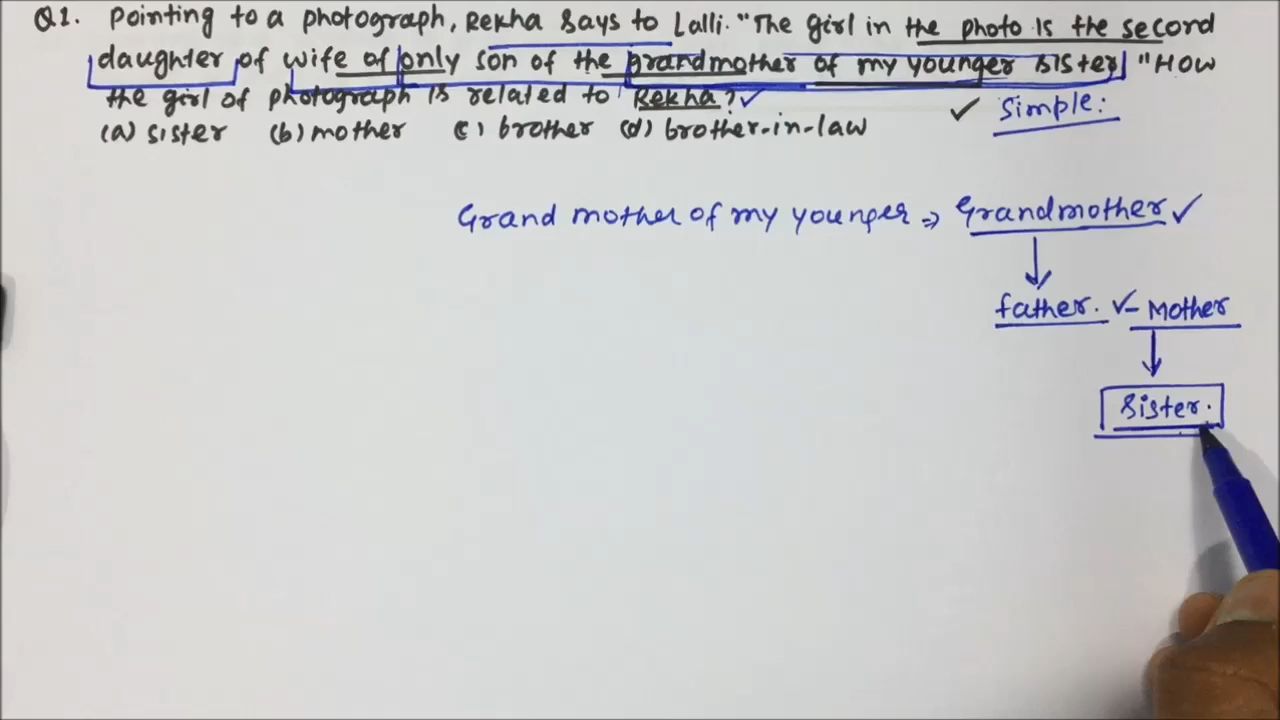 Q1. Pointing to a photograph, Rekha Says to Lalli. "The girl in the photo is the second
daughter of wife of only son of the grandmother of my younger sister "How
the girl of photograph is related to Rekha? ✓
(a) sister (b) mother (c) brother (d) brother-in-law ✓ Simple:
Grand mother of my younger ⇒ Grandmother ✓
father. ✓- Mother
Sister.